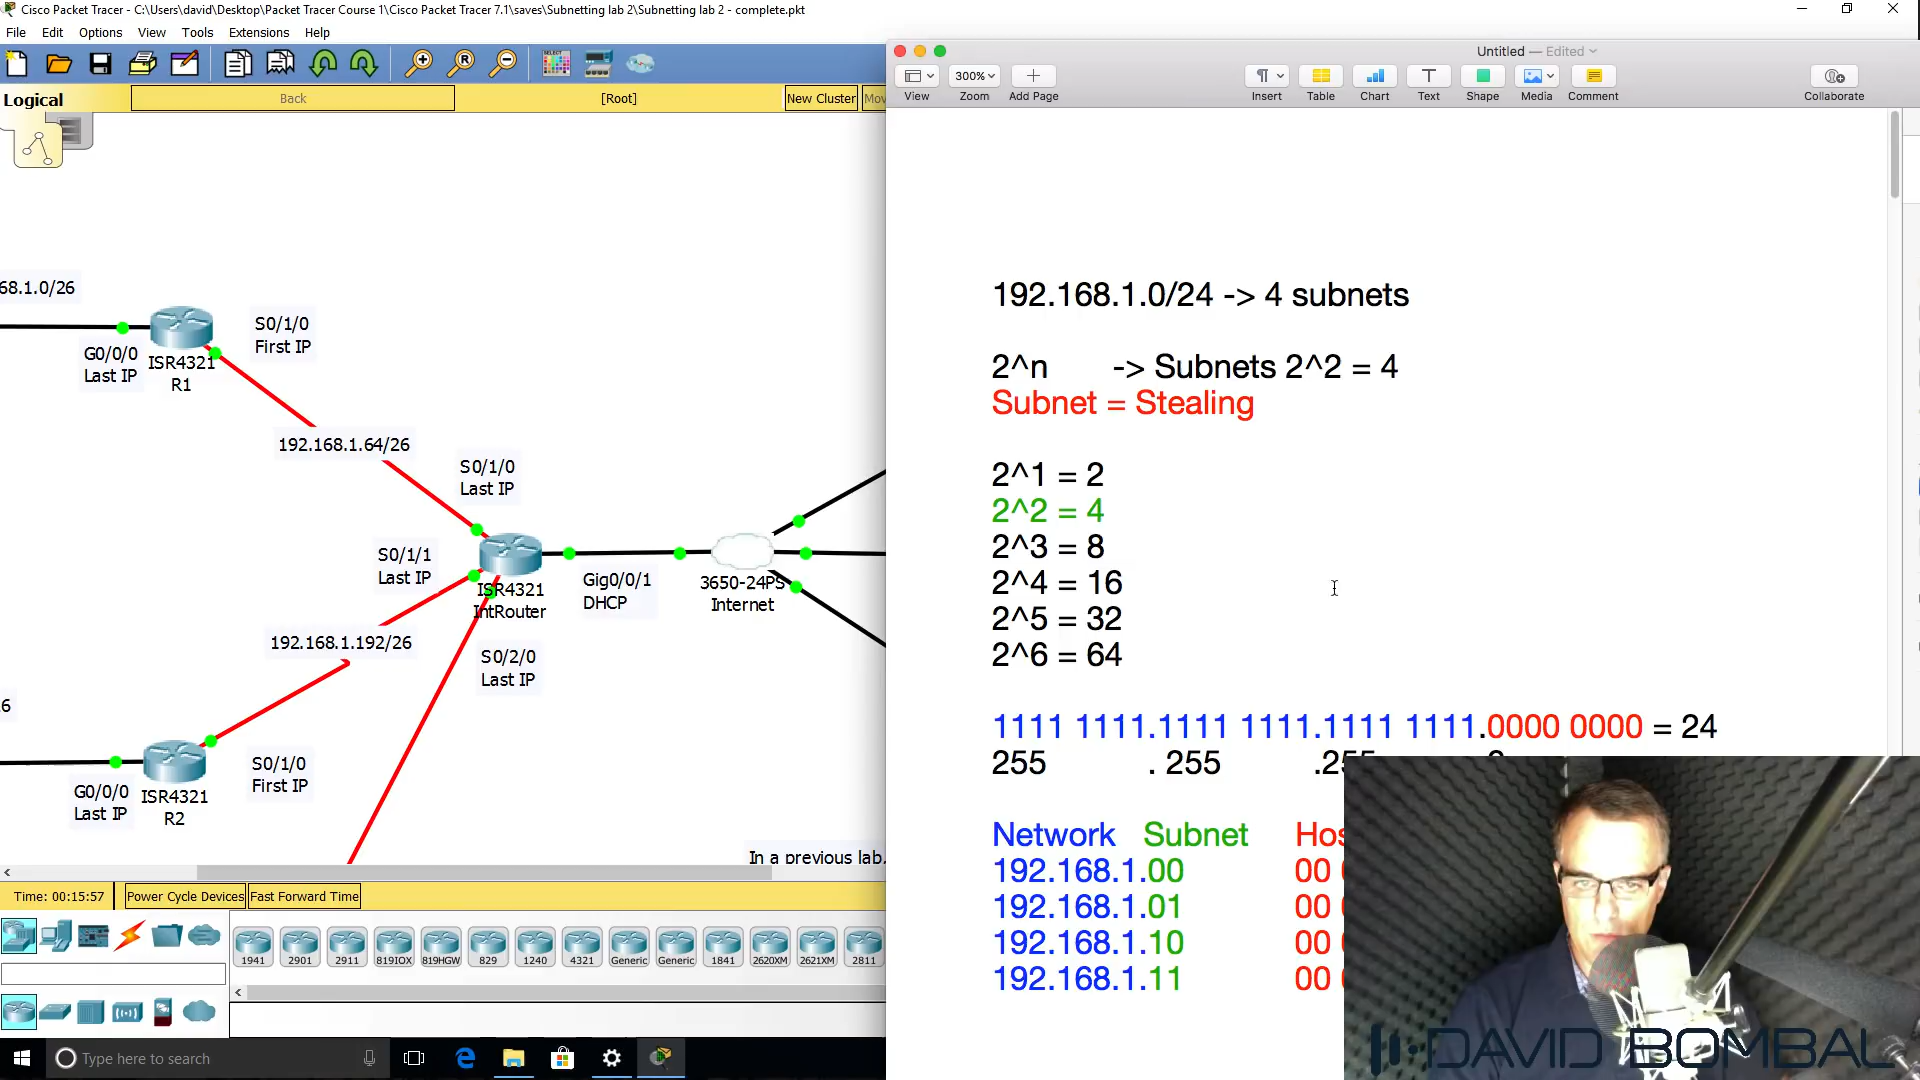 Cisco Packet Tracer - C:\Users\david\Desktop\Packet Tracer Course 1\Cisco Packet Tracer 7.1\saves\Subnetting lab 2\Subnetting lab 2 - complete.pkt
File Edit Options View Tools Extensions Help
Logical
Back
[Root]
New Cluster
Mov
68.1.0/26
S0/1/0
First IP
G0/0/0
Last IP
ISR4321
R1
192.168.1.64/26
S0/1/0
Last IP
S0/1/1
Last IP
ISR4321
IntRouter
Gig0/0/1
DHCP
3650-24PS
Internet
192.168.1.192/26
S0/2/0
Last IP
6
S0/1/0
First IP
G0/0/0
Last IP
ISR4321
R2
In a previous lab,
Time: 00:15:57
Power Cycle Devices Fast Forward Time
1941 2901 2911 819IOX 819HGW 829 1240 4321 Generic Generic 1841 2620XM 2621XM 2811
Type here to search
Untitled — Edited
300%
View Zoom Add Page Insert Table Chart Text Shape Media Comment Collaborate
192.168.1.0/24 -> 4 subnets
2^n -> Subnets 2^2 = 4
Subnet = Stealing
2^1 = 2
2^2 = 4
2^3 = 8
2^4 = 16
2^5 = 32
2^6 = 64
1111 1111.1111 1111.1111 1111.0000 0000 = 24
255 . 255 .255
Network Subnet Hos
192.168.1.00 00
192.168.1.01 00
192.168.1.10 00
192.168.1.11 00
DAVID BOMBAL